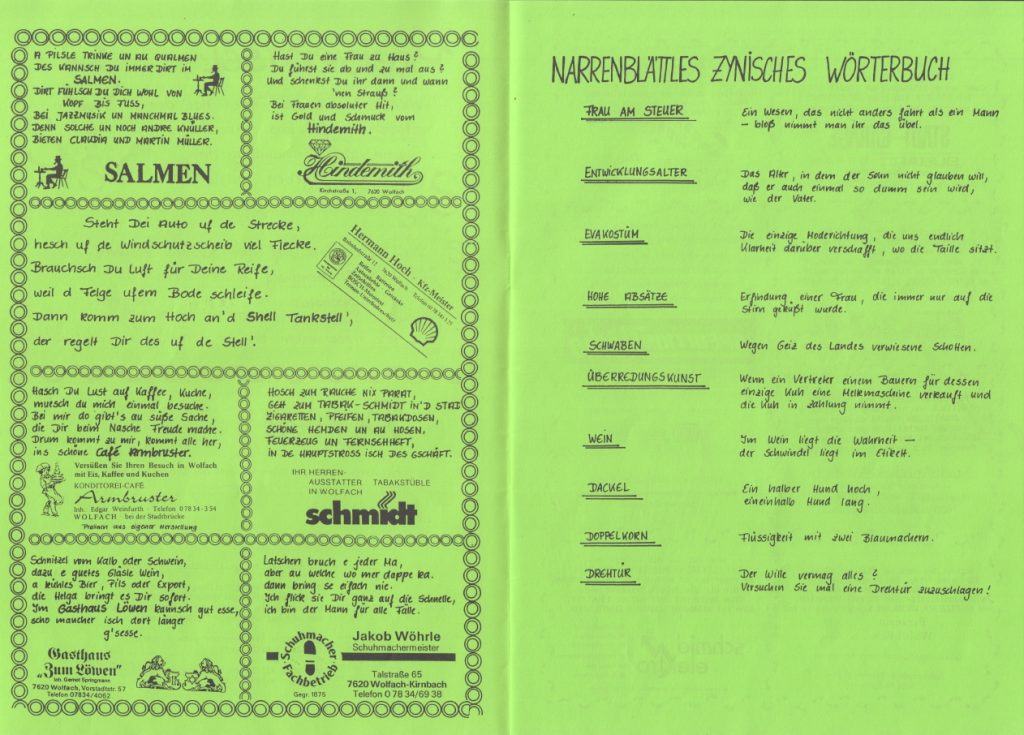 A PILSLE TRINKE UN AU QUALMEN
DES KANNSCH DU IMMER DIRT IM
SALMEN.
DIRT FÜHLSCH DU DICH WOHL VON
KOPF BIS FUSS,
BEI JAZZMUSIK UN MANCHMAL BLUES.
DENN SOLCHE UN NOCH ANDRE KNÜLLER,
BIETEN CLAUDIA UND MARTIN MÜLLER.
SALMEN
Hast Du eine Frau zu Haus?
Du führst sie ab und zu mal aus?
Und schenkst Du ihr dann und wann
'nen Strauß?
Bei Frauen absoluter Hit,
ist Gold und Schmuck vom
Hindemith.
Hindemith
Kirchstraße 1, 7620 Wolfach
Steht Dei Auto uf de Strecke,
hesch uf de Windschutzscheib viel Flecke.
Brauchsch Du Luft für Deine Reife,
weil d Felge ufem Bode schleife.
Dann komm zum Hoch an'd Shell Tankstell',
der regelt Dir des uf de Stell'.
Hermann Hoch · Kfz-Meister
Bahnhofstraße 17 7620 Wolfach
Hasch Du Lust auf Kaffee, Kuche,
muesch du mich einmal besuche.
Bei mir do gibt's au süße Sache,
die Dir beim Nasche Freude mache.
Drum kommt zu mir, kommt alle her,
ins schöne Café Armbruster.
Versüßen Sie Ihren Besuch in Wolfach
mit Eis, Kaffee und Kuchen
KONDITOREI-CAFÉ
Armbruster
Inh. Edgar Weinfurth · Telefon 07834-354
WOLFACH · bei der Stadtbrücke
Pralinen aus eigener Herstellung
HOSCH ZUM RAUCHE NIX PARAT,
GEH ZUM TABAK-SCHMIDT IN'D STADT
ZIGARETTEN, PFEIFEN, TABAKDOSEN,
SCHÖNE HEMDEN UN AU HOSEN,
FEUERZEUG UN FERNSEHHEFT,
IN DE HAUPTSTROSS ISCH DES GSCHÄFT.
IHR HERREN-
AUSSTATTER TABAKSTÜBLE
IN WOLFACH
schmidt
Schnitzel vom Kalb oder Schwein,
dazu e guetes Gläsle Wein,
a kühles Bier, Pils oder Export,
die Helga bringt es Dir sofort.
Im Gasthaus Löwen kannsch gut esse,
scho mancher isch dort länger
g'sesse.
Gasthaus
„Zum Löwen"
Inh. Gernot Springmann
7620 Wolfach, Vorstadtstr. 57
Telefon 07834/4062
Latschen bruch e jeder Ma,
aber au welche wo mer dappe ka.
dann bring se eifach nie.
Ich flick sie Dir ganz auf die Schnelle,
ich bin der Mann für alle Fälle.
Schuhmacher
Fachbetrieb
Gegr. 1875
Jakob Wöhrle
Schuhmachermeister
Talstraße 65
7620 Wolfach-Kirnbach
Telefon 0 78 34/69 38
NARRENBLÄTTLES ZYNISCHES WÖRTERBUCH
FRAU AM STEUER
Ein Wesen, das nicht anders fährt als ein Mann
– bloß nimmt man ihr das übel.
ENTWICKLUNGSALTER
Das Alter, in dem der Sohn nicht glauben will,
daß er auch einmal so dumm sein wird,
wie der Vater.
EVAKOSTÜM
Die einzige Moderichtung, die uns endlich
Klarheit darüber verschafft, wo die Taille sitzt.
HOHE ABSÄTZE
Erfindung einer Frau, die immer nur auf die
Stirn geküßt wurde.
SCHWABEN
Wegen Geiz des Landes verwiesene Schotten.
ÜBERREDUNGSKUNST
Wenn ein Vertreter einem Bauern für dessen
einzige Kuh eine Melkmaschine verkauft und
die Kuh in Zahlung nimmt.
WEIN
Im Wein liegt die Wahrheit –
der Schwindel liegt im Etikett.
DACKEL
Ein halber Hund hoch,
eineinhalb Hund lang.
DOPPELKORN
Flüssigkeit mit zwei Blaumachern.
DREHTÜR
Der Wille vermag alles?
Versuchen Sie mal eine Drehtür zuzuschlagen!